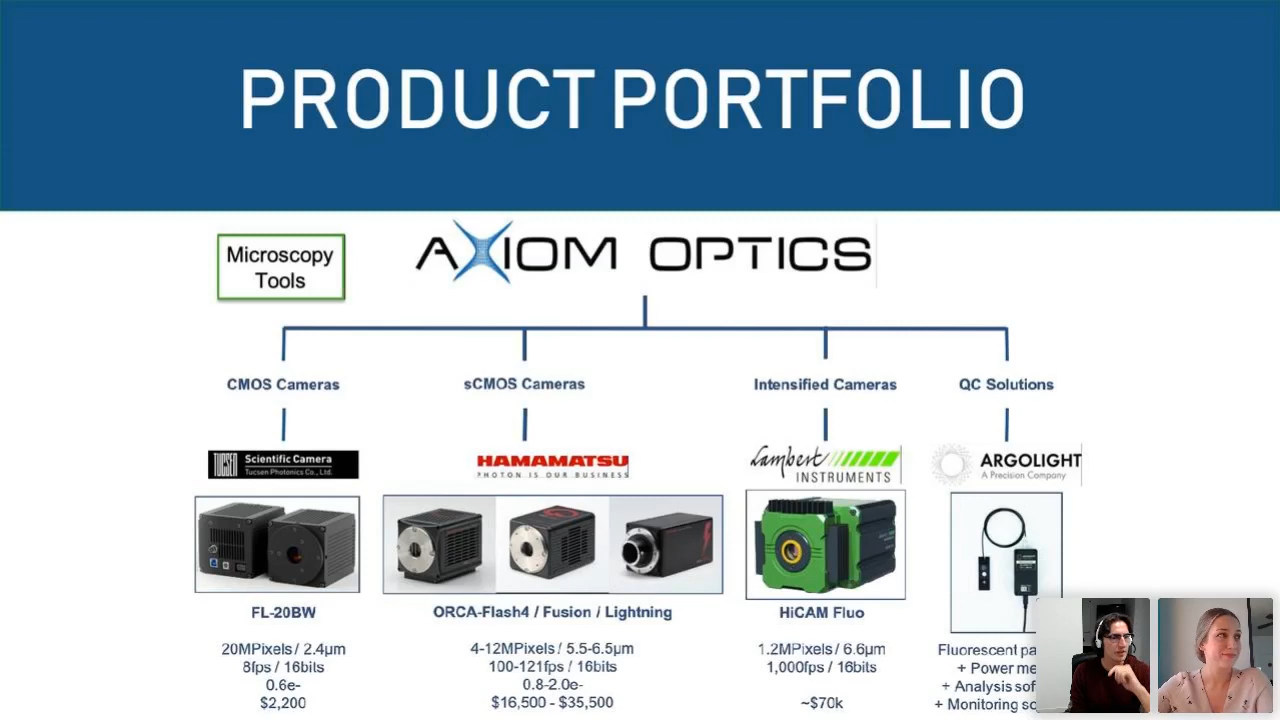 PRODUCT PORTFOLIO
Microscopy
Tools
AXIOM OPTICS
CMOS Cameras
sCMOS Cameras
Intensified Cameras
QC Solutions
TUCSEN
Scientific Camera
Tucsen Photonics Co., Ltd.
HAMAMATSU
PHOTON IS OUR BUSINESS
Lambert
INSTRUMENTS
ARGOLIGHT
A Precision Company
FL-20BW
20MPixels / 2.4µm
8fps / 16bits
0.6e-
$2,200
ORCA-Flash4 / Fusion / Lightning
4-12MPixels / 5.5-6.5µm
100-121fps / 16bits
0.8-2.0e-
$16,500 - $35,500
HiCAM Fluo
1.2MPixels / 6.6µm
1,000fps / 16bits
~$70k
Fluorescent pa
+ Power me
+ Analysis sof
+ Monitoring so